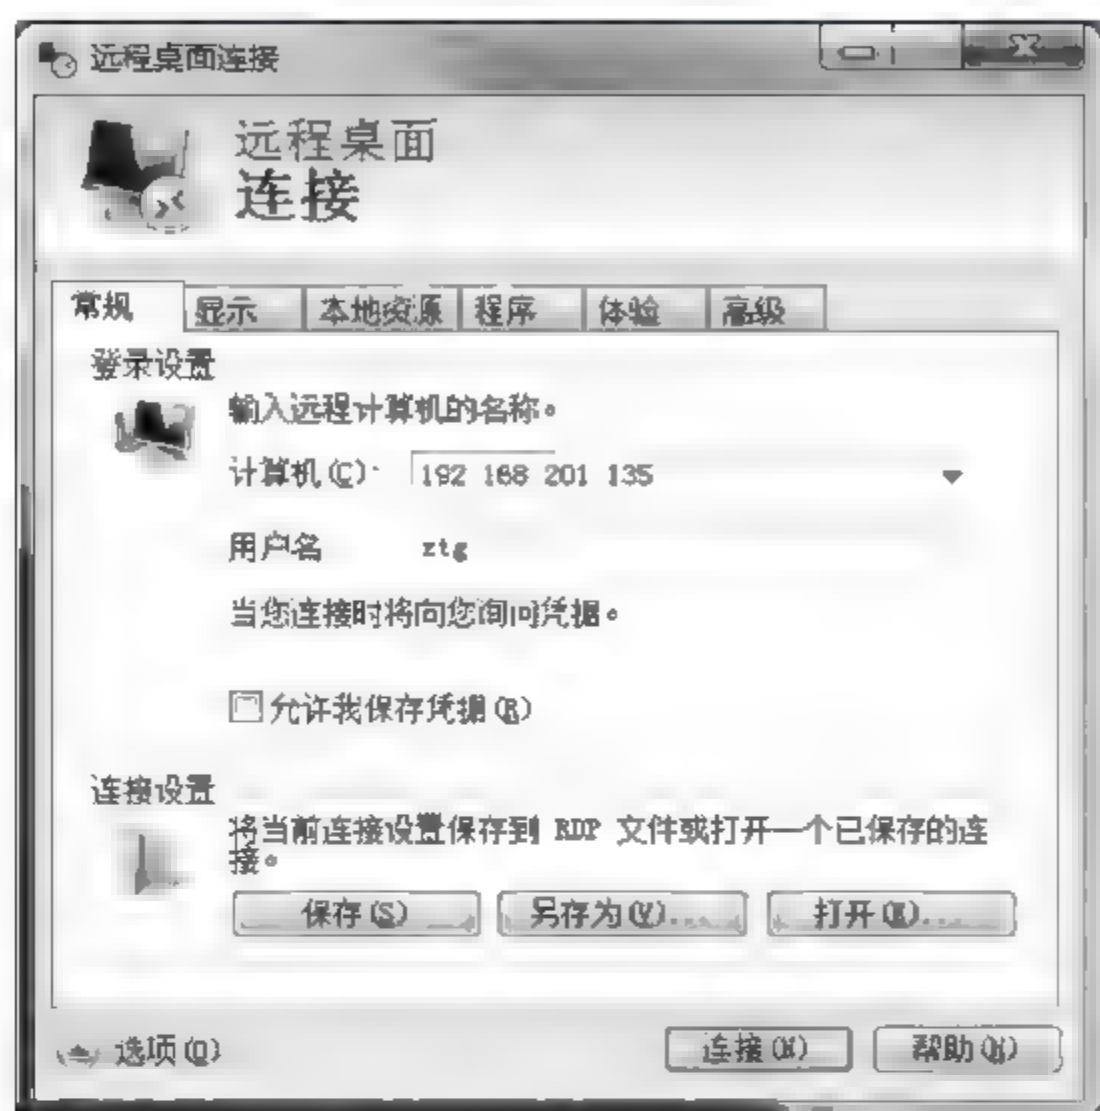 远程桌面连接
远程桌面
连接
常规 显示 本地资源 程序 体验 高级
登录设置
输入远程计算机的名称。
计算机(C): 192 168 201 135
用户名 ztg
当您连接时将向您询问凭据。
允许我保存凭据(R)
连接设置
将当前连接设置保存到 RDP 文件或打开一个已保存的连
接。
保存(S) 另存为(V)... 打开(E)...
选项(O) 连接(N) 帮助(H)